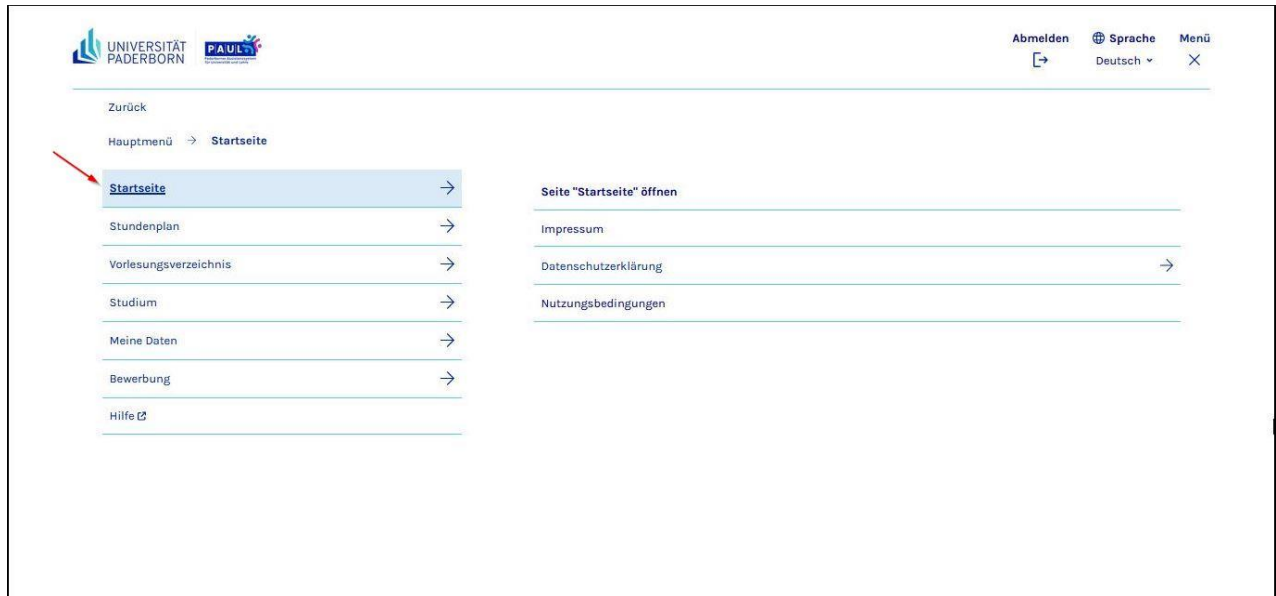 UNIVERSITÄT
PADERBORN
PAUL
Abmelden
Sprache
Deutsch
Menü
Zurück
Hauptmenü → Startseite
Startseite
Stundenplan
Vorlesungsverzeichnis
Studium
Meine Daten
Bewerbung
Hilfe
Seite "Startseite" öffnen
Impressum
Datenschutzerklärung
Nutzungsbedingungen